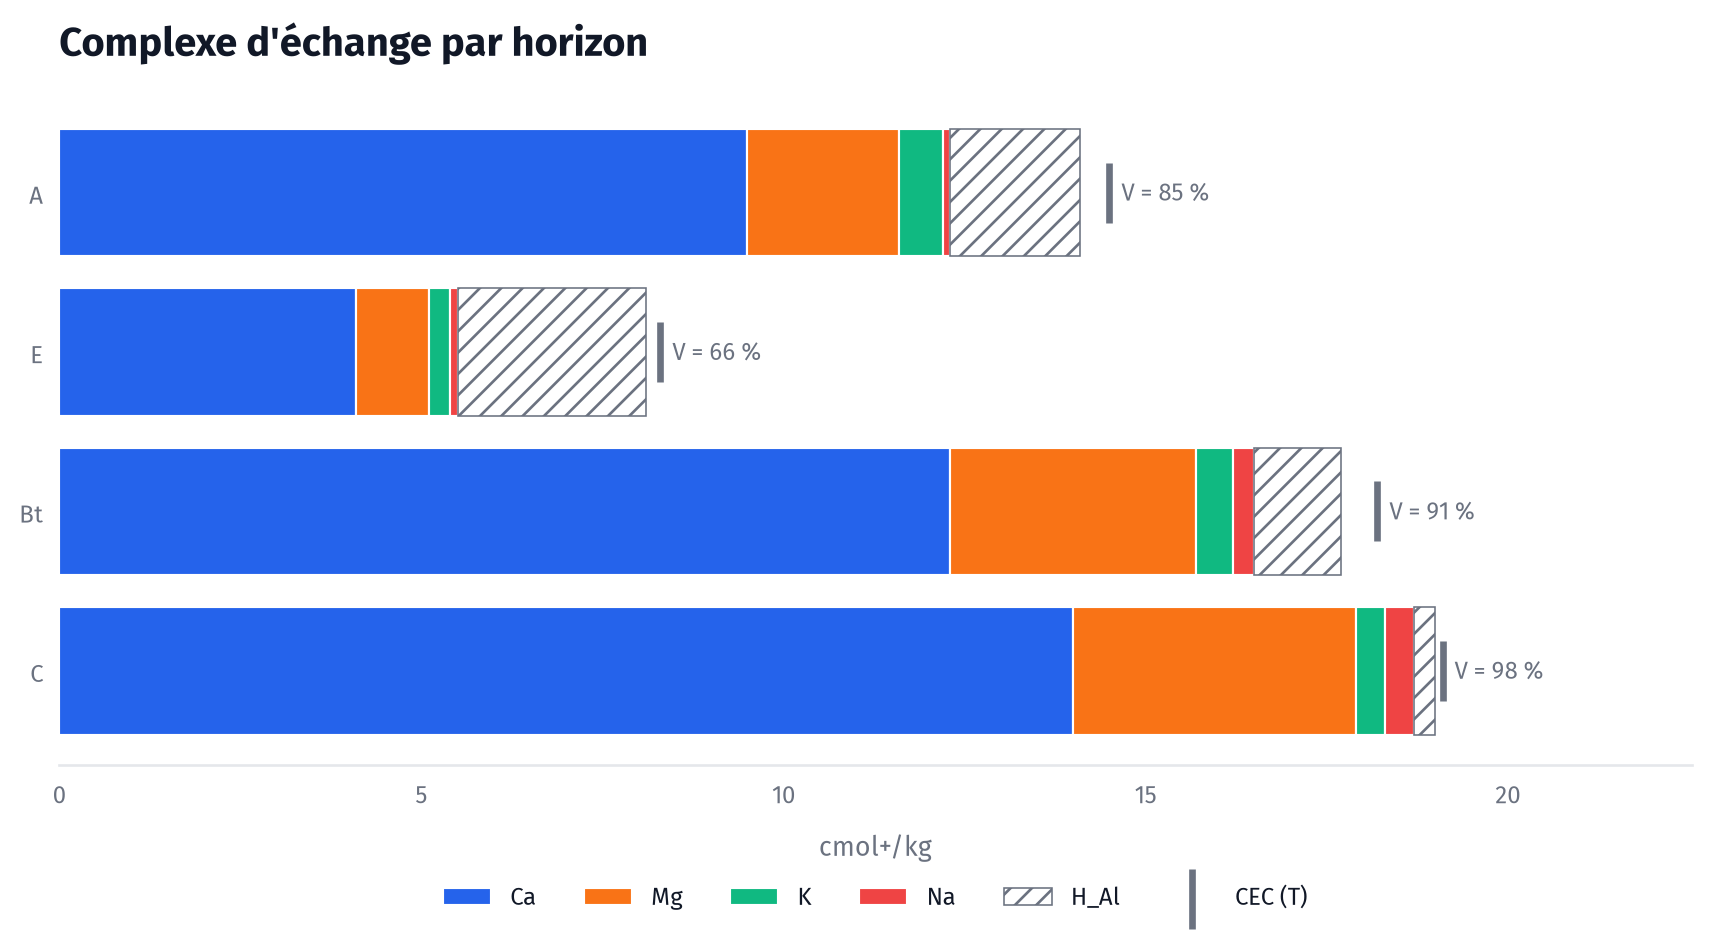 Complexe d'échange par horizon
A
V = 85 %
E
V = 66 %
Bt
V = 91 %
C
V = 98 %
0 5 10 15 20
cmol+/kg
Ca Mg K Na H_Al CEC (T)